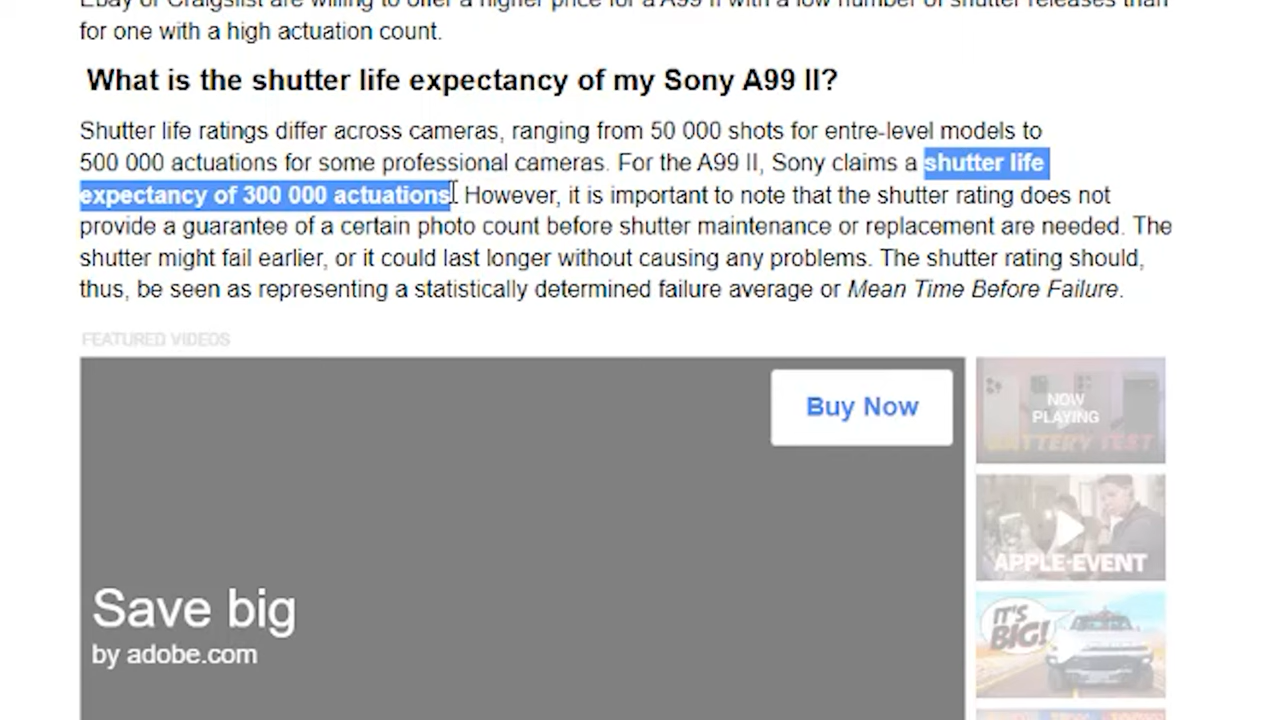 Ebay or Craigslist are willing to offer a higher price for a A99 II with a low number of shutter releases than
for one with a high actuation count.
What is the shutter life expectancy of my Sony A99 II?
Shutter life ratings differ across cameras, ranging from 50 000 shots for entre-level models to
500 000 actuations for some professional cameras. For the A99 II, Sony claims a shutter life
expectancy of 300 000 actuations. However, it is important to note that the shutter rating does not
provide a guarantee of a certain photo count before shutter maintenance or replacement are needed. The
shutter might fail earlier, or it could last longer without causing any problems. The shutter rating should,
thus, be seen as representing a statistically determined failure average or Mean Time Before Failure.
FEATURED VIDEOS
Buy Now
NOW
PLAYING
BATTERY TEST
APPLE EVENT
Save big
by adobe.com
IT'S
BIG!